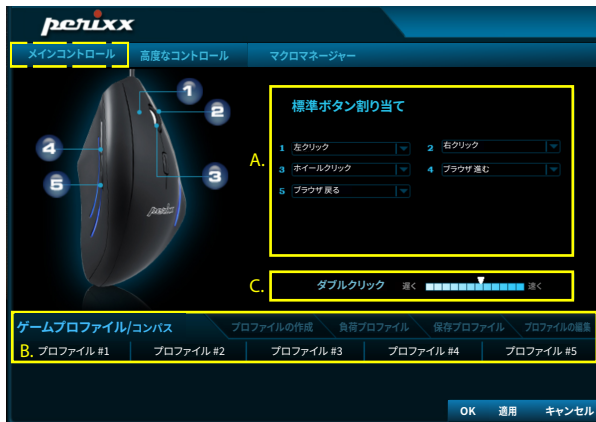 perixx
メインコントロール 高度なコントロール マクロマネージャー
1
2
3
4
5
perixx
A.
標準ボタン割り当て
1 左クリック 2 右クリック
3 ホイールクリック 4 ブラウザ 進む
5 ブラウザ 戻る
C. ダブルクリック 遅く 速く
ゲームプロファイル/コンパス プロファイルの作成 負荷プロファイル 保存プロファイル プロファイルの編集
B. プロファイル #1 プロファイル #2 プロファイル #3 プロファイル #4 プロファイル #5
OK 適用 キャンセル